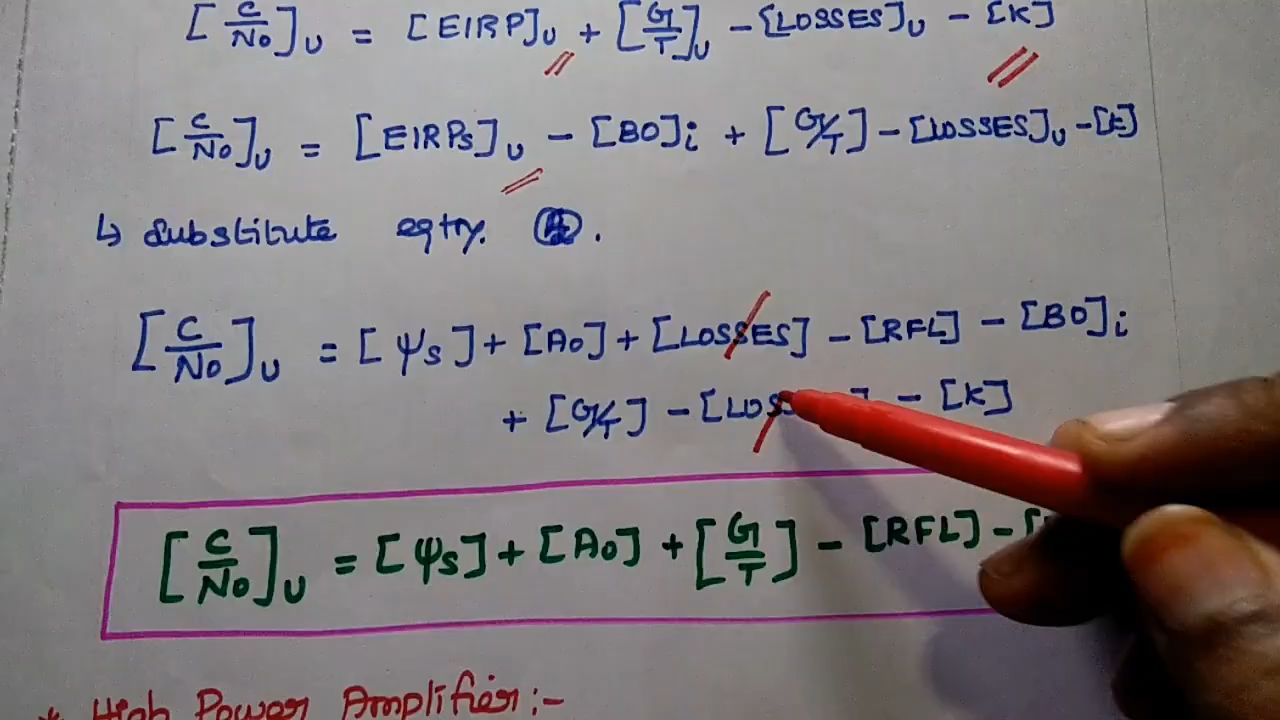 [C/No]U = [EIRP]U + [G/T]U - [LOSSES]U - [K]
[C/No]U = [EIRPs]U - [BO]i + [G/T] - [LOSSES]U - [K]
↳ Substitute eqtn. .
[C/No]U = [ψs] + [Ao] + [LOSSES] - [RFL] - [BO]i
+ [G/T] - [LOSS ] - [K]
[C/No]U = [ψs] + [Ao] + [G/T] - [RFL] - [
* High Power Amplifier:-